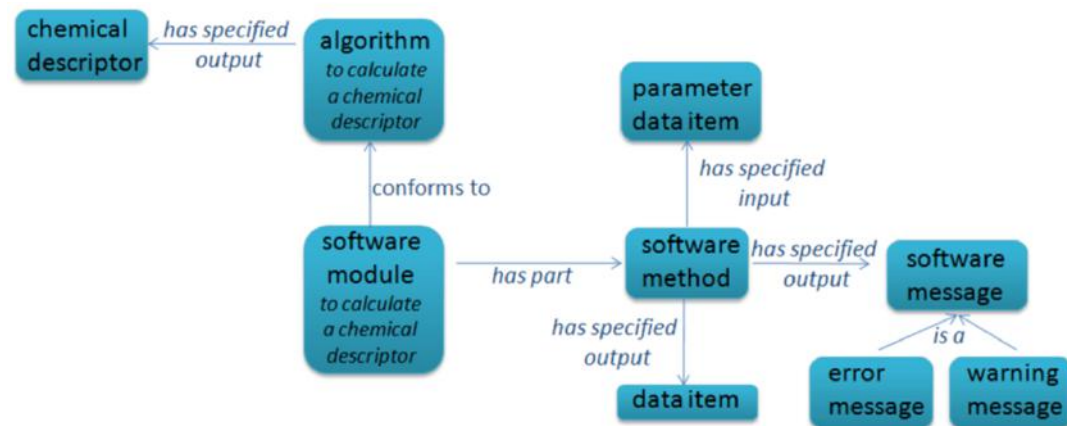 chemical
descriptor
has specified
output
algorithm
to calculate
a chemical
descriptor
conforms to
software
module
to calculate
a chemical
descriptor
has part
parameter
data item
has specified
input
software
method
has specified
output
has specified
output
data item
software
message
is a
error
message
warning
message